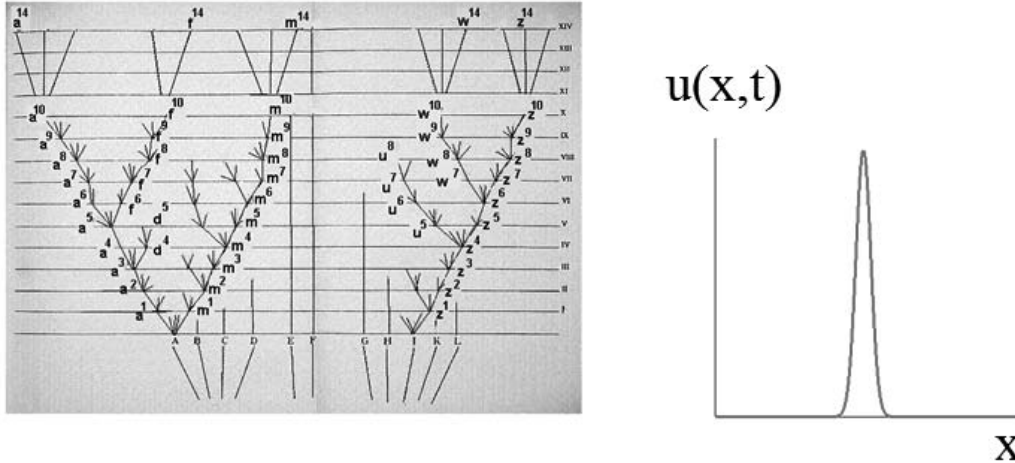 a14 f14 m14 w14 z14 XIV
XIII
XII
XI
a10 f10 m10 w10 z10 X
a9 f9 m9 w9 z9 IX
a8 f8 m8 u8 w8 z8 VIII
a7 f7 m7 u7 w7 z7 VII
a6 f6 m6 u6 z6 VI
a5 d5 m5 u5 z5 V
a4 d4 m4 z4 IV
a3 m3 z3 III
a2 m2 z2 II
a1 m1 z1 I
A B C D E F G H I K L
u(x,t)
x